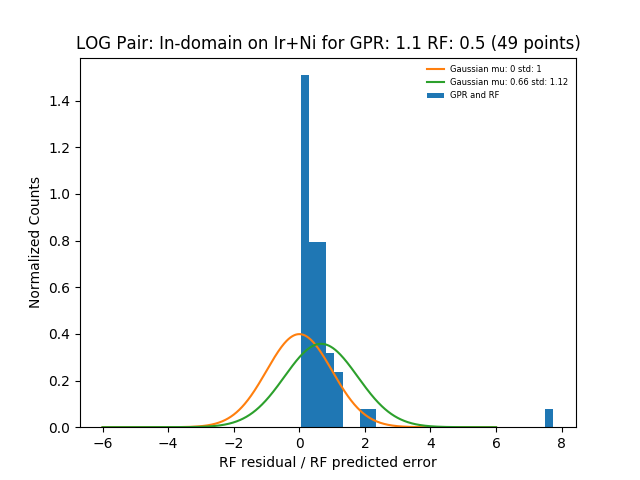 LOG Pair: In-domain on Ir+Ni for GPR: 1.1 RF: 0.5 (49 points)
Gaussian mu: 0 std: 1
Gaussian mu: 0.66 std: 1.12
GPR and RF
Normalized Counts
1.4
1.2
1.0
0.8
0.6
0.4
0.2
0.0
−6 −4 −2 0 2 4 6 8
RF residual / RF predicted error